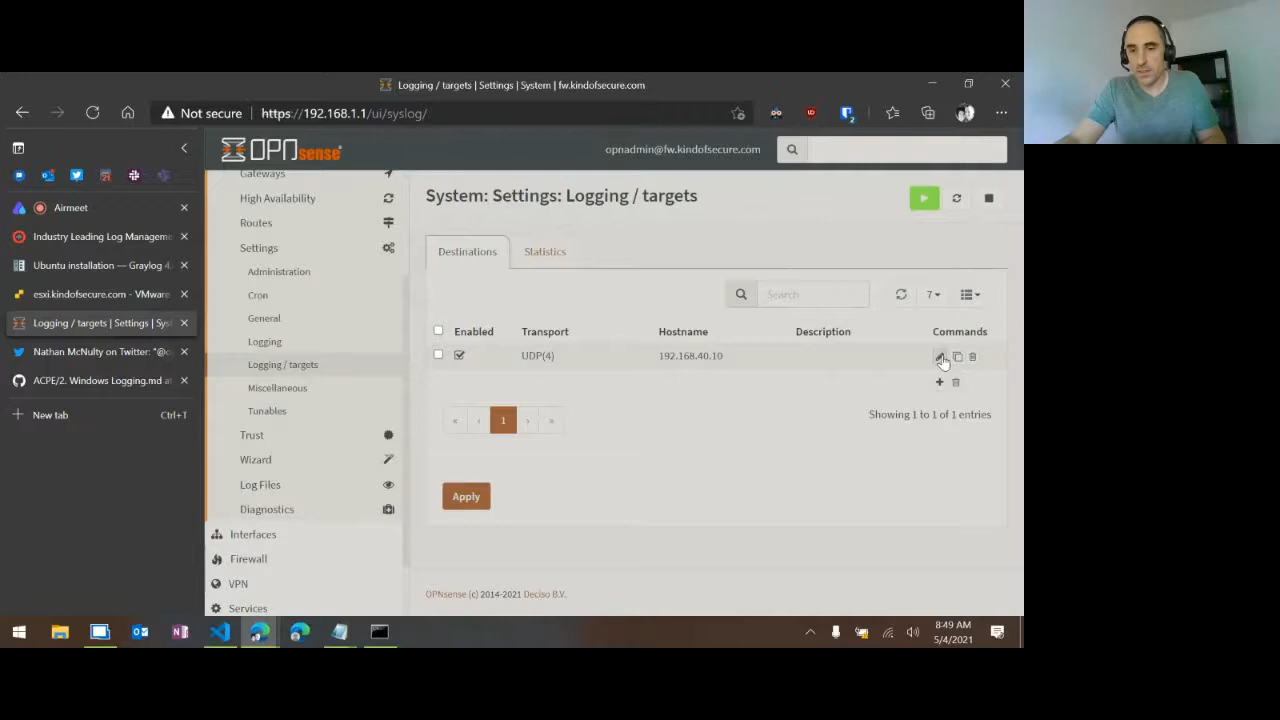 Logging / targets | Settings | System | fw.kindofsecure.com
Not secure
https://192.168.1.1/ui/syslog/
2
Airmeet
Industry Leading Log Manageme
Ubuntu installation — Graylog 4.
esxi.kindofsecure.com - VMware
Logging / targets | Settings | Sys
Nathan McNulty on Twitter: "@c
ACPE/2. Windows Logging.md at
New tab
Ctrl+T
OPNsense
opnadmin@fw.kindofsecure.com
Gateways
High Availability
Routes
Settings
Administration
Cron
General
Logging
Logging / targets
Miscellaneous
Tunables
Trust
Wizard
Log Files
Diagnostics
Interfaces
Firewall
VPN
Services
System: Settings: Logging / targets
Destinations
Statistics
Search
7
Enabled Transport Hostname Description Commands
UDP(4) 192.168.40.10
« ‹ 1 › »
Showing 1 to 1 of 1 entries
Apply
OPNsense (c) 2014-2021 Deciso B.V.
8:49 AM
5/4/2021